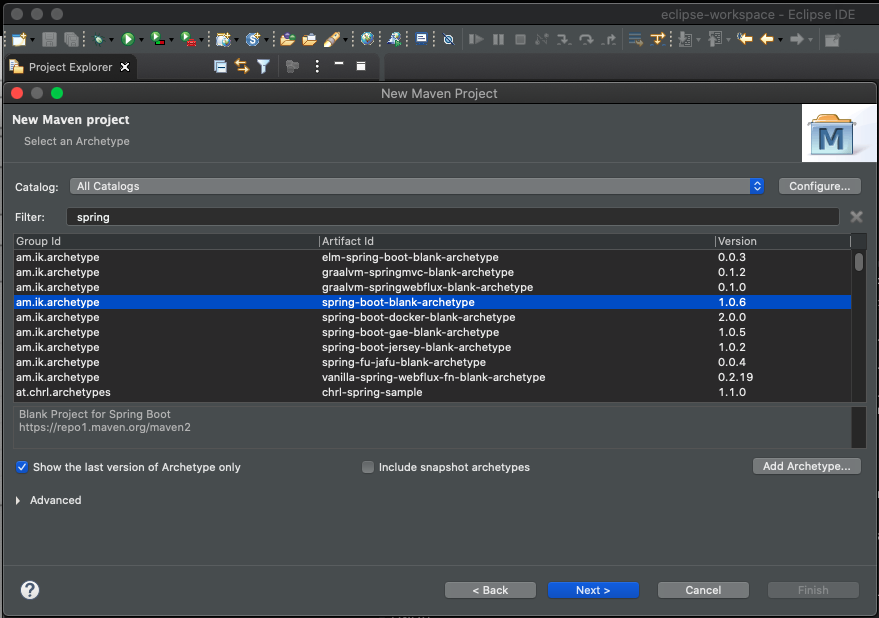 eclipse-workspace - Eclipse IDE
Project Explorer
New Maven Project
New Maven project
Select an Archetype
M
Catalog: All Catalogs Configure...
Filter: spring
Group Id Artifact Id Version
am.ik.archetype elm-spring-boot-blank-archetype 0.0.3
am.ik.archetype graalvm-springmvc-blank-archetype 0.1.2
am.ik.archetype graalvm-springwebflux-blank-archetype 0.1.0
am.ik.archetype spring-boot-blank-archetype 1.0.6
am.ik.archetype spring-boot-docker-blank-archetype 2.0.0
am.ik.archetype spring-boot-gae-blank-archetype 1.0.5
am.ik.archetype spring-boot-jersey-blank-archetype 1.0.2
am.ik.archetype spring-fu-jafu-blank-archetype 0.0.4
am.ik.archetype vanilla-spring-webflux-fn-blank-archetype 0.2.19
at.chrl.archetypes chrl-spring-sample 1.1.0
Blank Project for Spring Boot
https://repo1.maven.org/maven2
Show the last version of Archetype only Include snapshot archetypes Add Archetype...
Advanced
? < Back Next > Cancel Finish